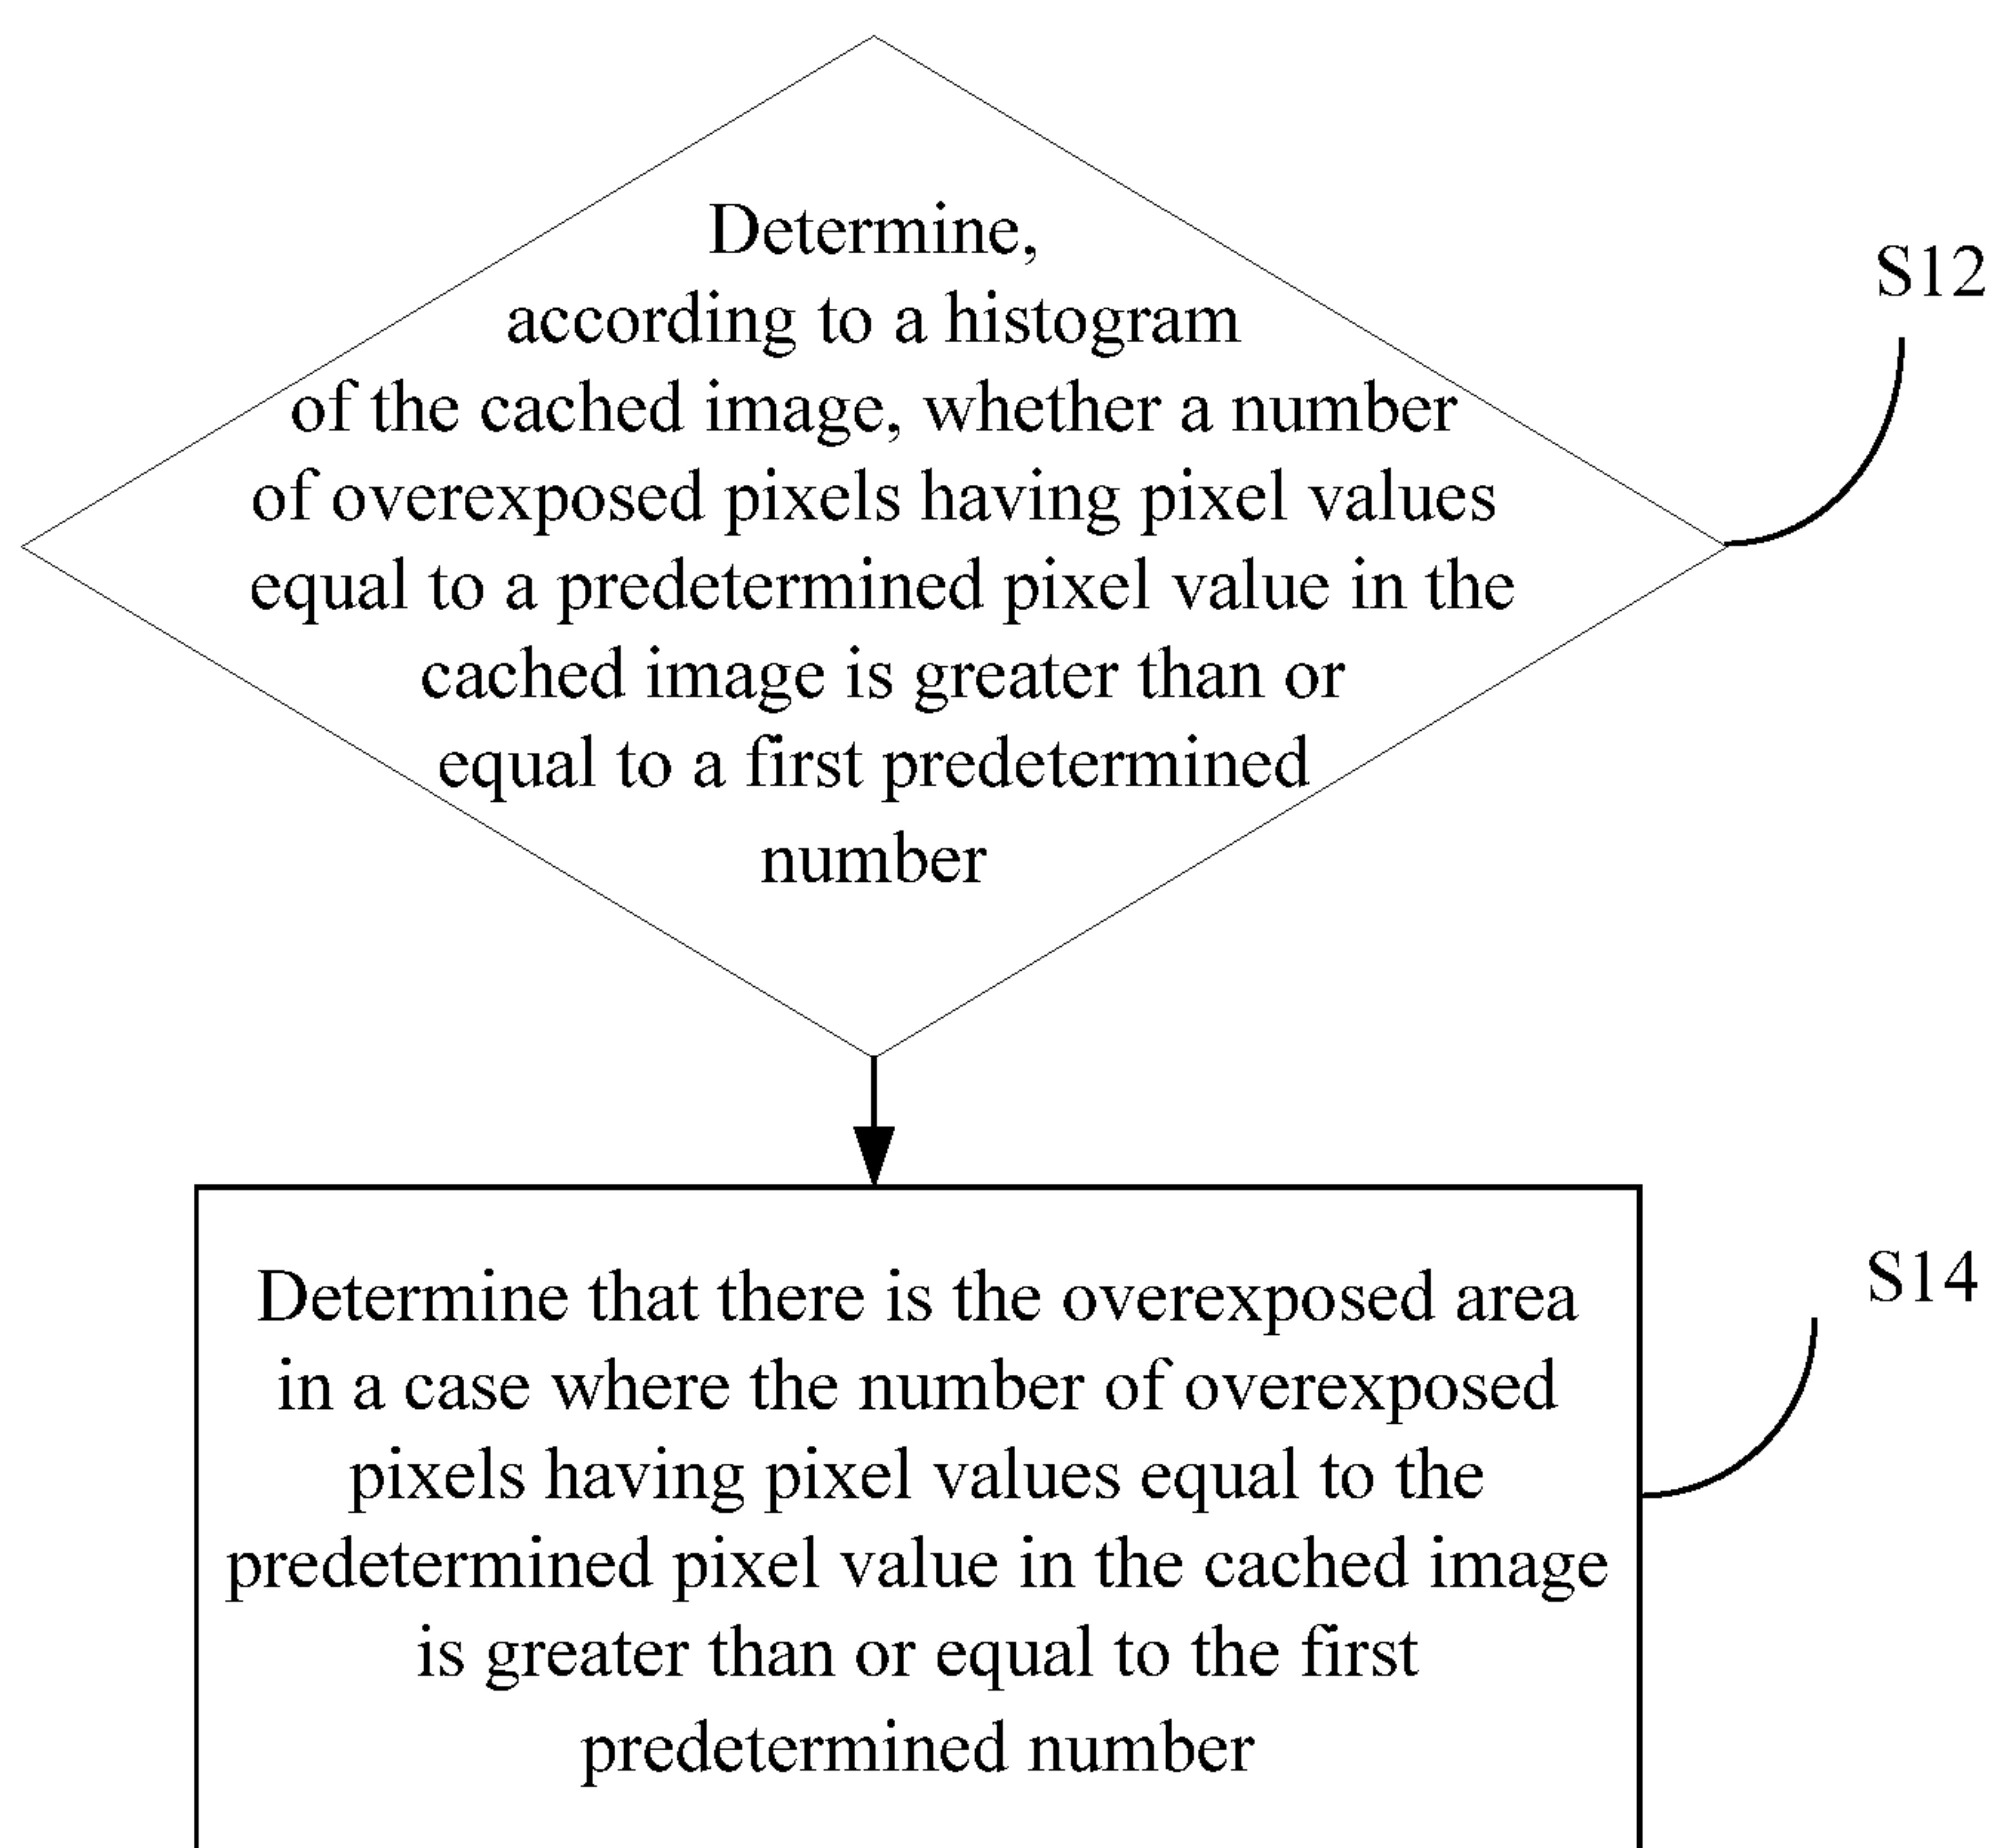 Determine,
according to a histogram
of the cached image, whether a number
of overexposed pixels having pixel values
equal to a predetermined pixel value in the
cached image is greater than or
equal to a first predetermined
number
S12
Determine that there is the overexposed area
in a case where the number of overexposed
pixels having pixel values equal to the
predetermined pixel value in the cached image
is greater than or equal to the first
predetermined number
S14